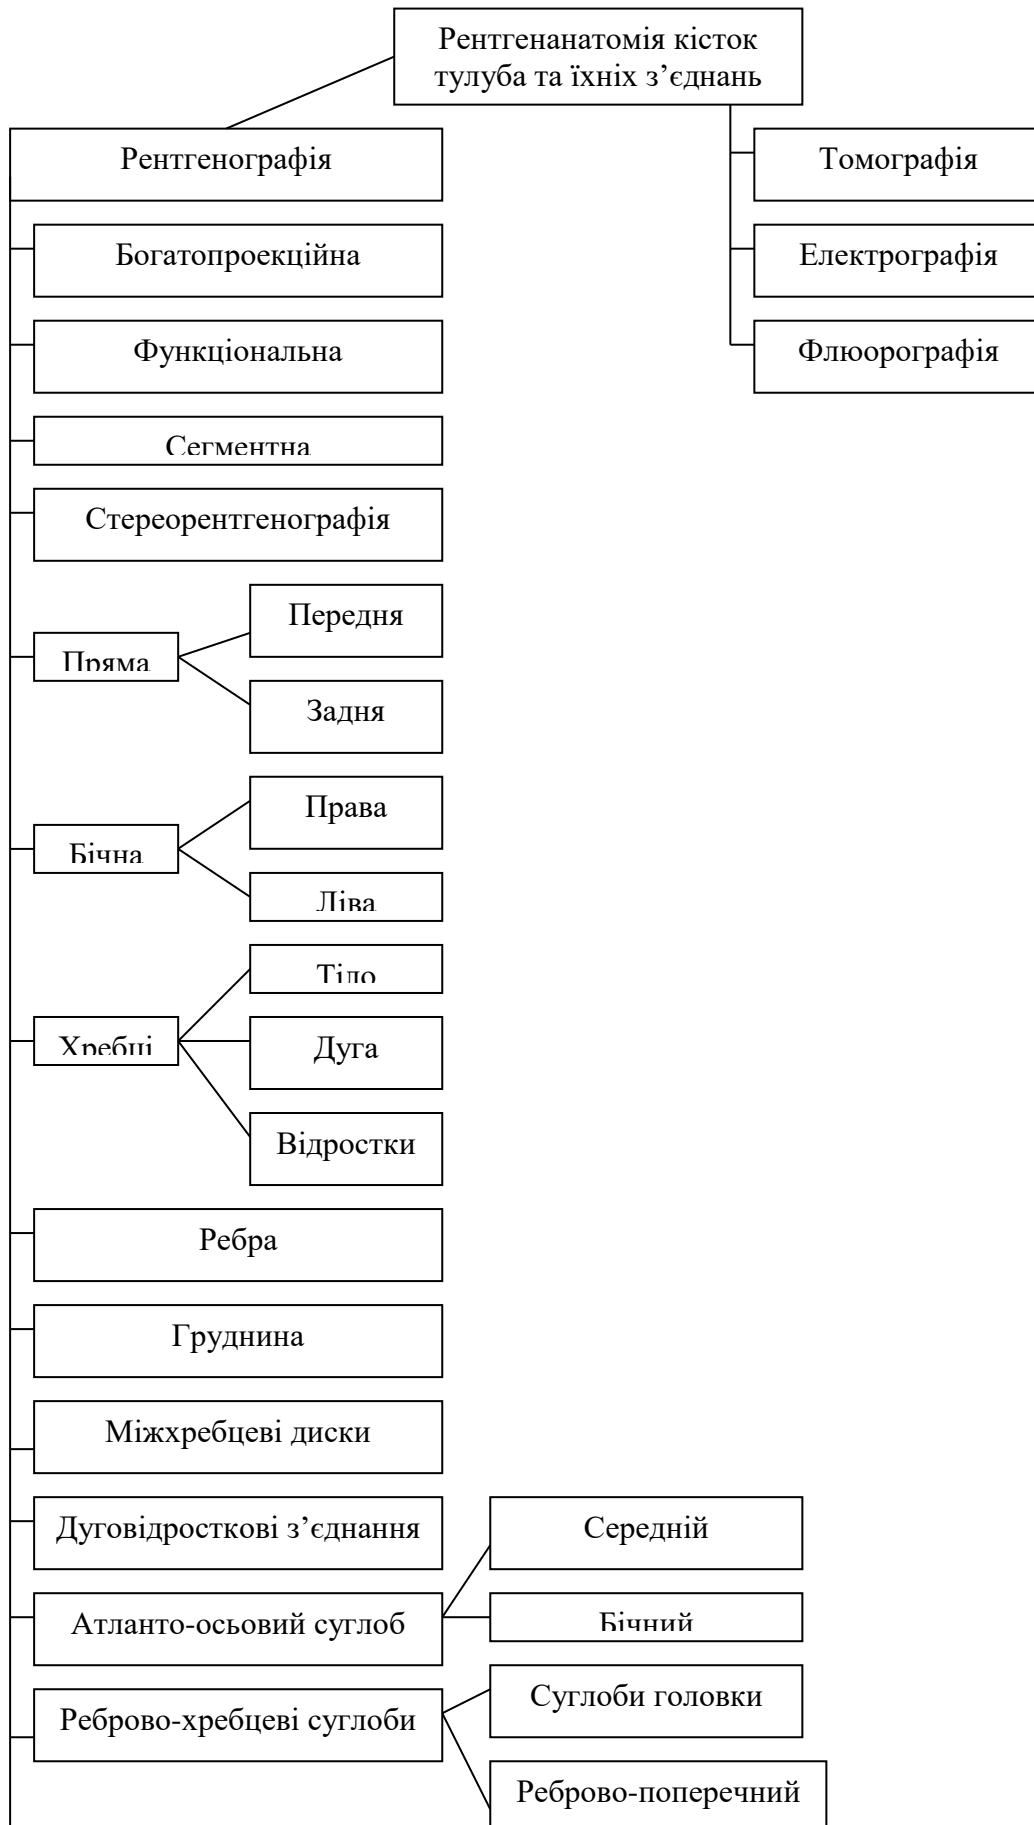 Рентгенанатомія кісток
тулуба та їхніх з’єднань
Рентгенографія
Томографія
Богатопроекційна
Електрографія
Функціональна
Флюорографія
Сегментна
Стереорентгенографія
Передня
Пряма
Задня
Права
Бічна
Ліва
Тіло
Хребці
Дуга
Відростки
Ребра
Груднина
Міжхребцеві диски
Дуговідросткові з’єднання
Середній
Атланто-осьовий суглоб
Бічний
Реброво-хребцеві суглоби
Суглоби головки
Реброво-поперечний